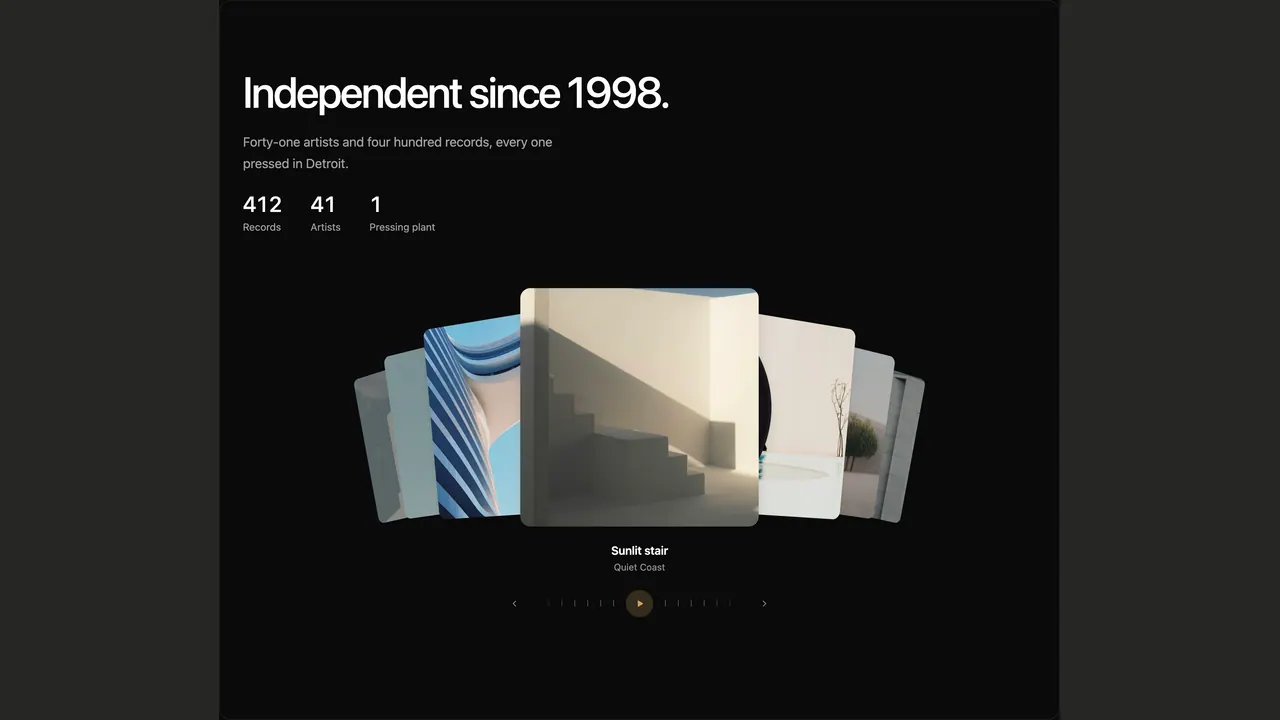 Independent since 1998.
Forty-one artists and four hundred records, every one
pressed in Detroit.
412 41 1
Records Artists Pressing plant
Sunlit stair
Quiet Coast